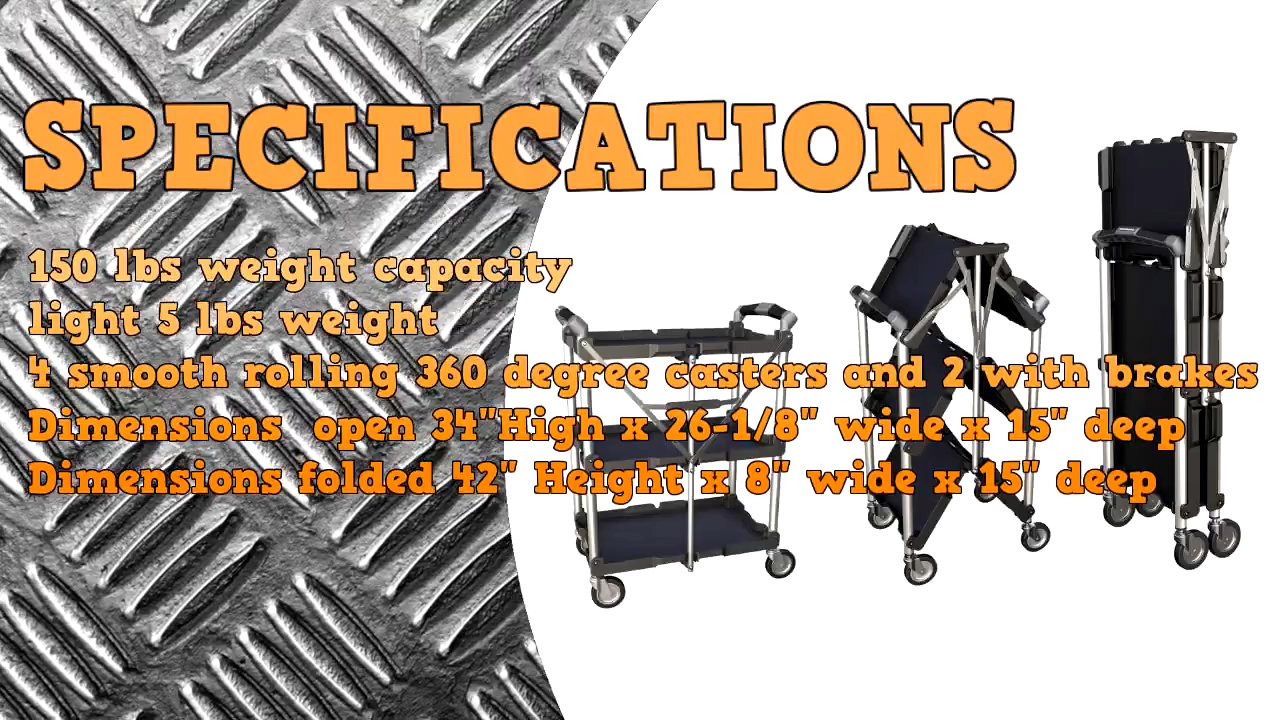 SPECIFICATIONS
150 lbs weight capacity
light 5 lbs weight
4 smooth rolling 360 degree casters and 2 with brakes
Dimensions open 34"High x 26-1/8" wide x 15" deep
Dimensions folded 42" Height x 8" wide x 15" deep